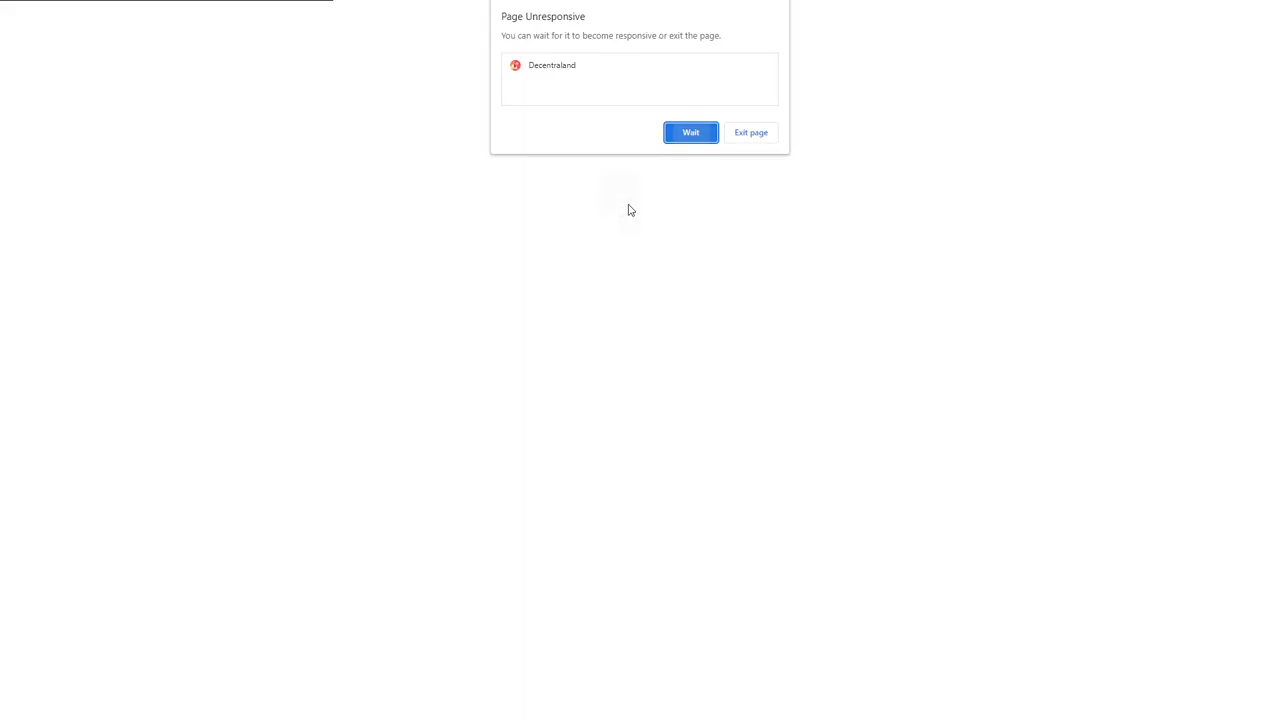 Page Unresponsive
You can wait for it to become responsive or exit the page.
Decentraland
Wait
Exit page